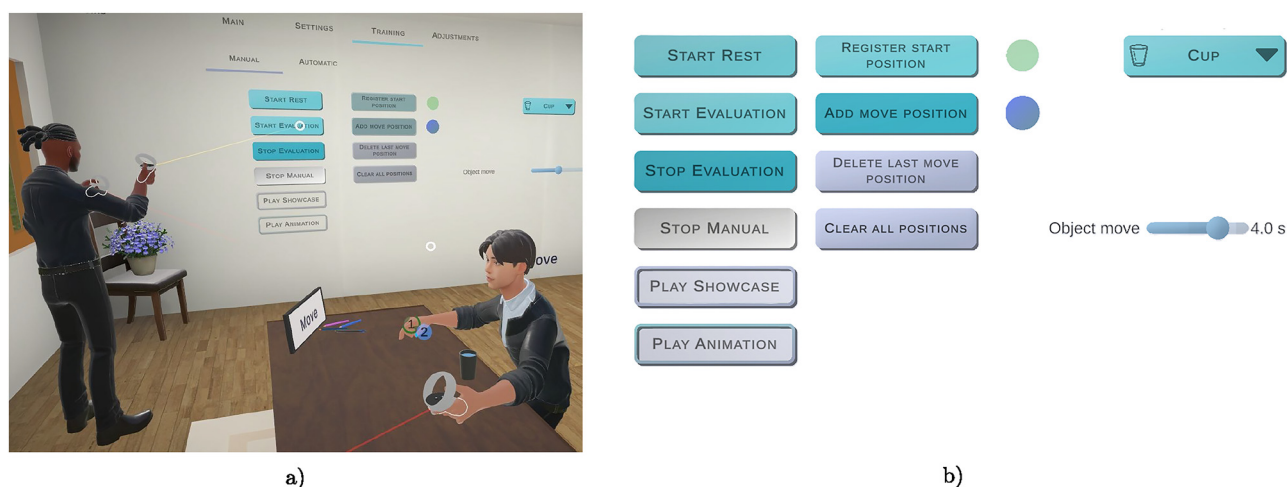 MAIN
SETTINGS
TRAINING
ADJUSTMENTS
MANUAL
AUTOMATIC
START REST
REGISTER START
POSITION
CUP
START EVALUATION
ADD MOVE POSITION
STOP EVALUATION
DELETE LAST MOVE
POSITION
STOP MANUAL
CLEAR ALL POSITIONS
Object move
PLAY SHOWCASE
PLAY ANIMATION
ove
Move
1
2
a)
START REST
REGISTER START
POSITION
CUP
START EVALUATION
ADD MOVE POSITION
STOP EVALUATION
DELETE LAST MOVE
POSITION
STOP MANUAL
CLEAR ALL POSITIONS
Object move 4.0 s
PLAY SHOWCASE
PLAY ANIMATION
b)